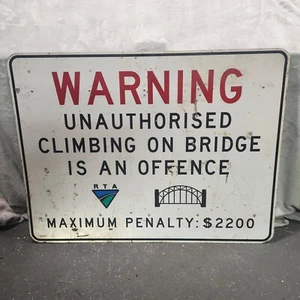 WARNING
UNAUTHORISED
CLIMBING ON BRIDGE
IS AN OFFENCE
RTA
MAXIMUM PENALTY: $2200